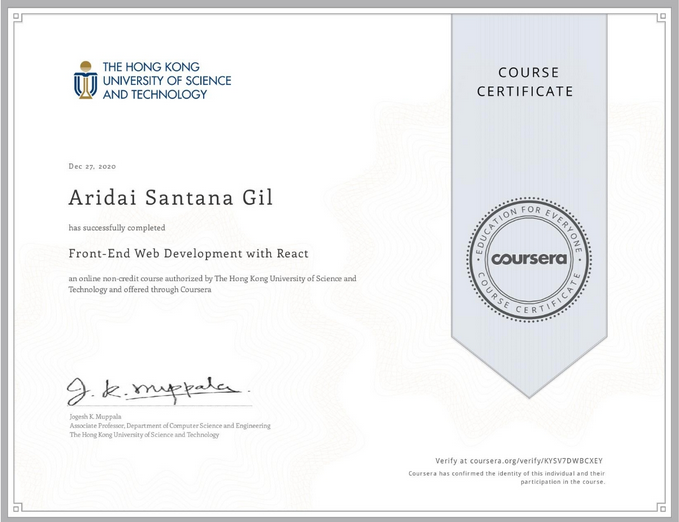 THE HONG KONG
UNIVERSITY OF SCIENCE
AND TECHNOLOGY
COURSE
CERTIFICATE
Dec 27, 2020
Aridai Santana Gil
has successfully completed
Front-End Web Development with React
an online non-credit course authorized by The Hong Kong University of Science and
Technology and offered through Coursera
EDUCATION FOR EVERYONE
coursera
COURSE CERTIFICATE
J. K. Muppala
Jogesh K. Muppala
Associate Professor, Department of Computer Science and Engineering
The Hong Kong University of Science and Technology
Verify at coursera.org/verify/KY5V7DWBCXEY
Coursera has confirmed the identity of this individual and their
participation in the course.